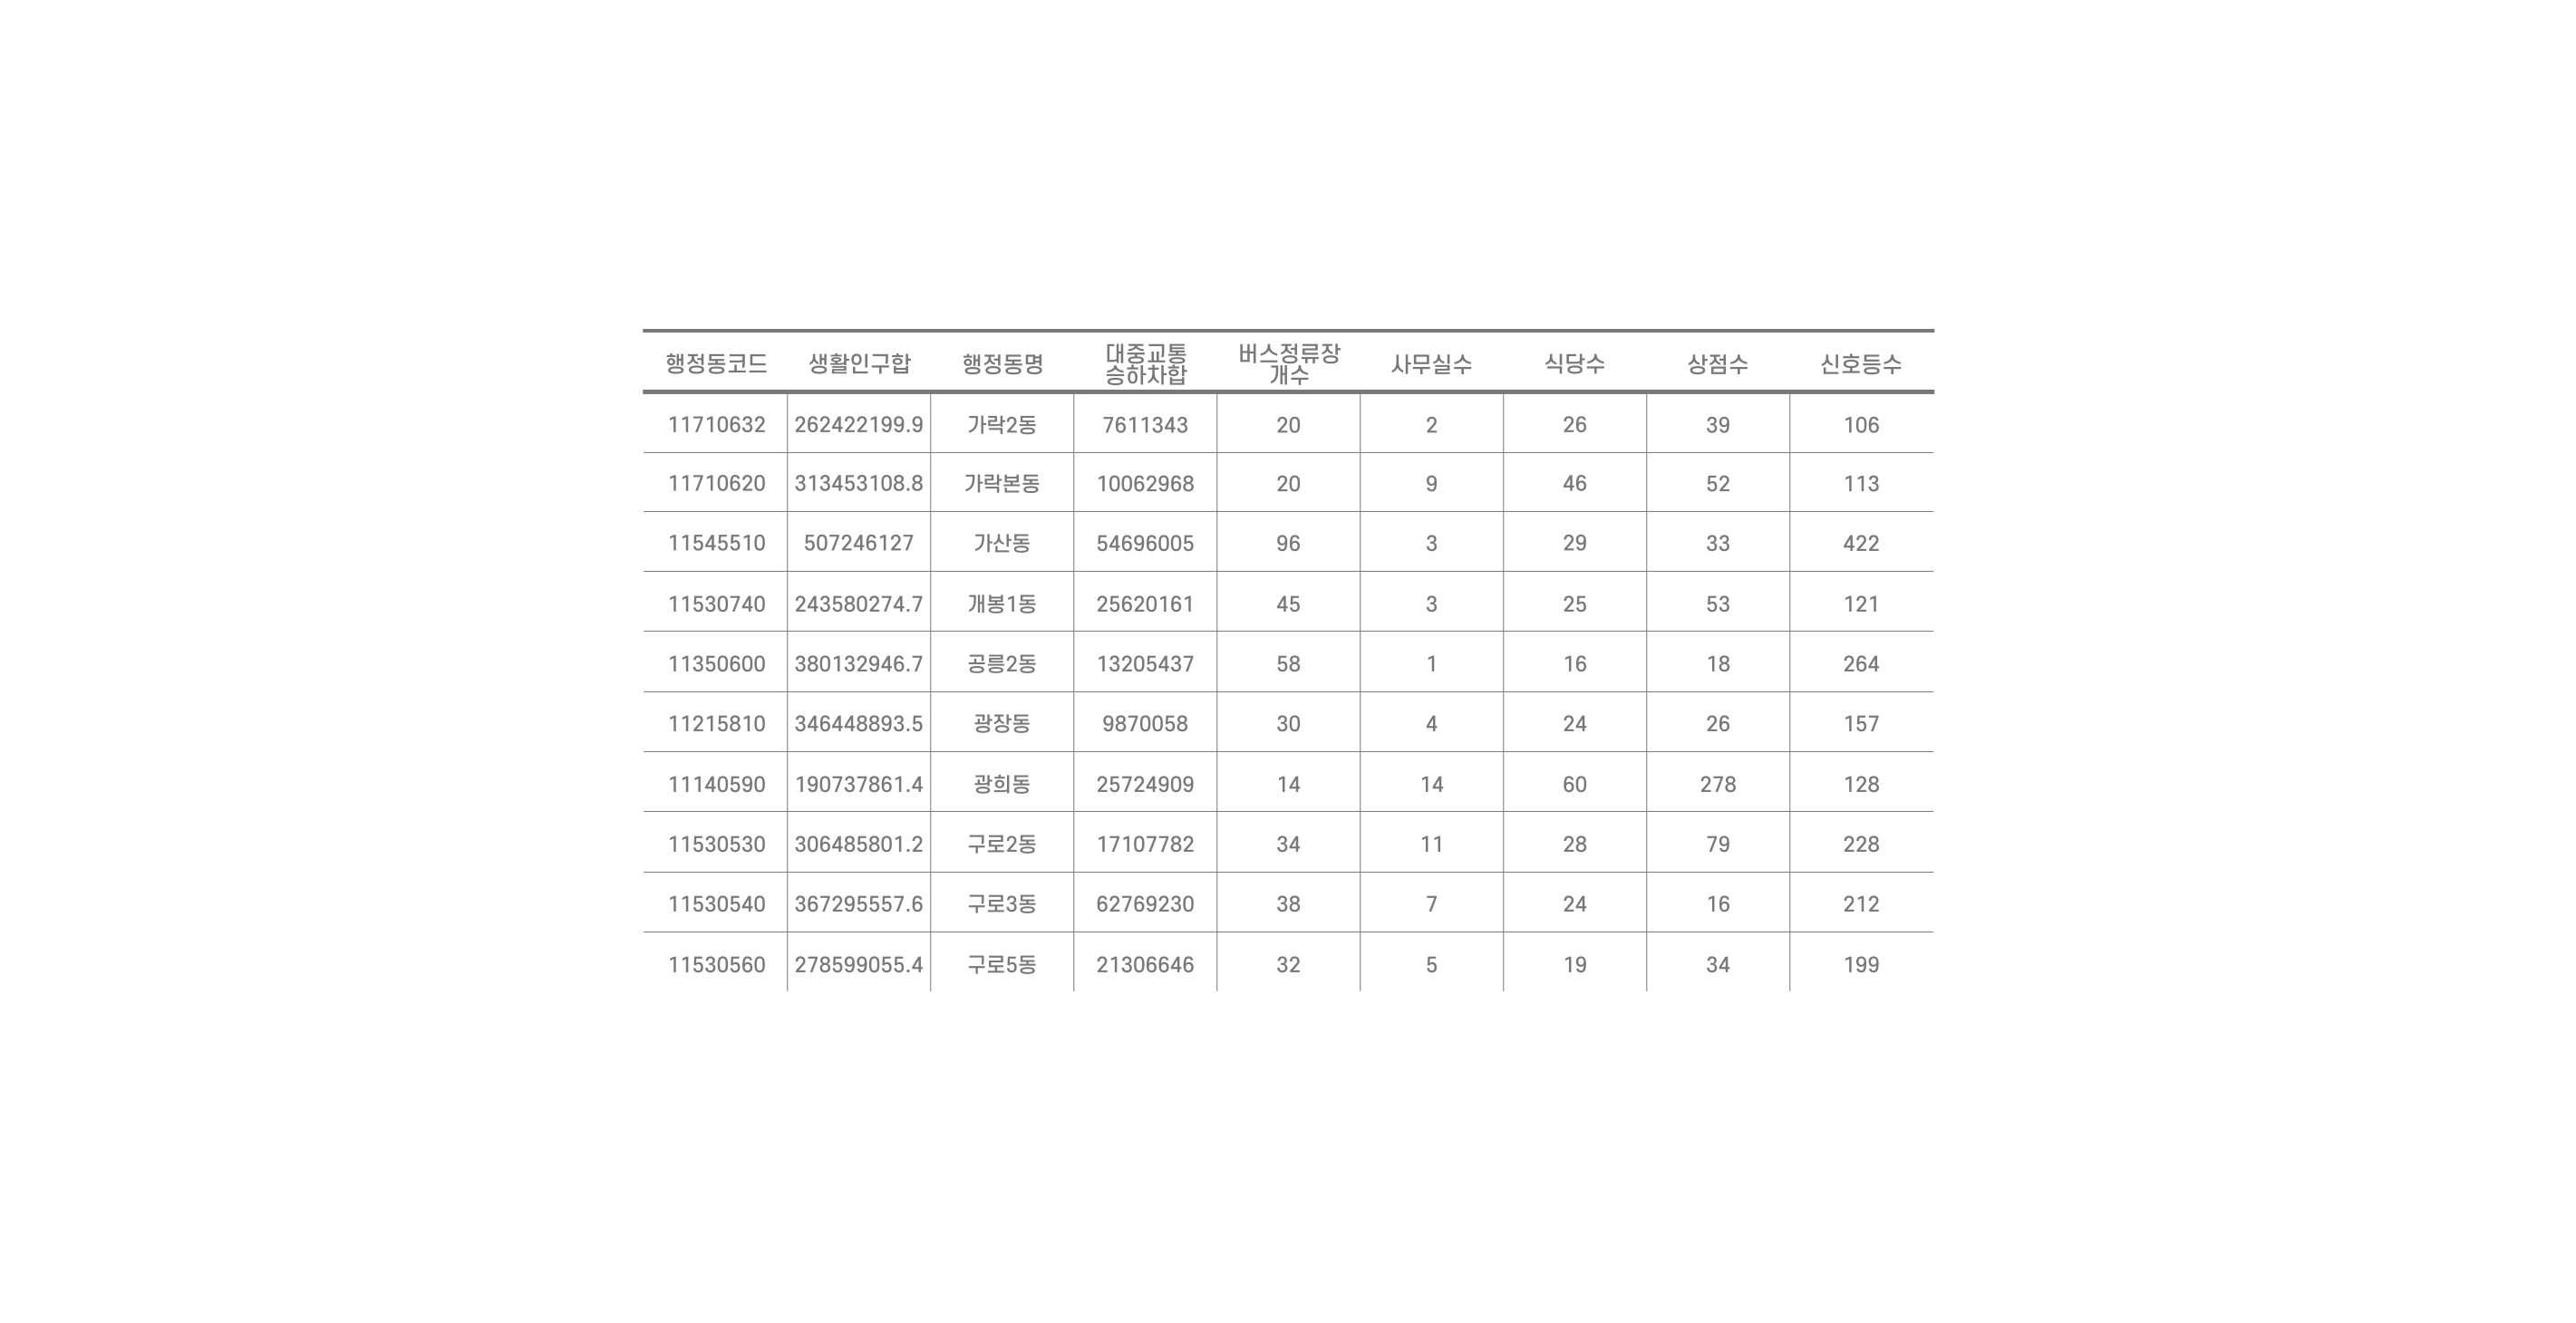 행정동코드 생활인구합 행정동명 대중교통 승하차합 버스정류장 개수 사무실수 식당수 상점수 신호등수
11710632 262422199.9 가락2동 7611343 20 2 26 39 106
11710620 313453108.8 가락본동 10062968 20 9 46 52 113
11545510 507246127 가산동 54696005 96 3 29 33 422
11530740 243580274.7 개봉1동 25620161 45 3 25 53 121
11350600 380132946.7 공릉2동 13205437 58 1 16 18 264
11215810 346448893.5 광장동 9870058 30 4 24 26 157
11140590 190737861.4 광희동 25724909 14 14 60 278 128
11530530 306485801.2 구로2동 17107782 34 11 28 79 228
11530540 367295557.6 구로3동 62769230 38 7 24 16 212
11530560 278599055.4 구로5동 21306646 32 5 19 34 199